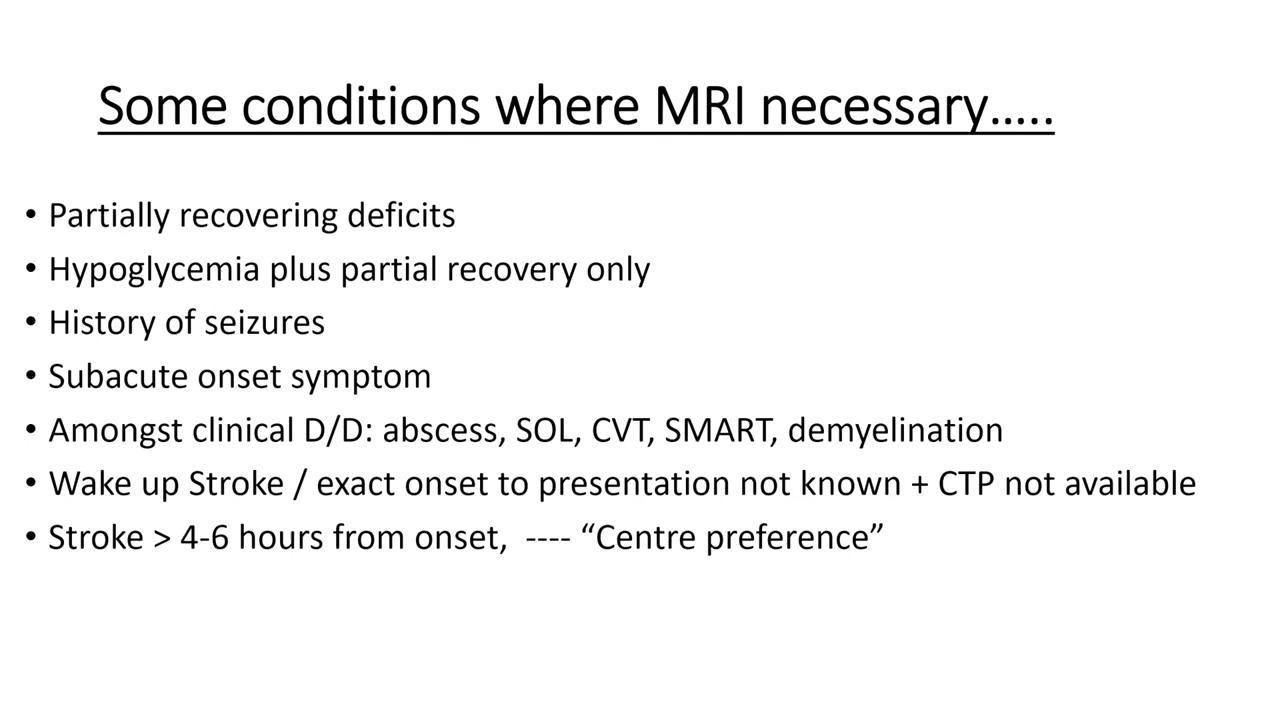 Some conditions where MRI necessary.....
• Partially recovering deficits
• Hypoglycemia plus partial recovery only
• History of seizures
• Subacute onset symptom
• Amongst clinical D/D: abscess, SOL, CVT, SMART, demyelination
• Wake up Stroke / exact onset to presentation not known + CTP not available
• Stroke > 4-6 hours from onset,  ---- “Centre preference”